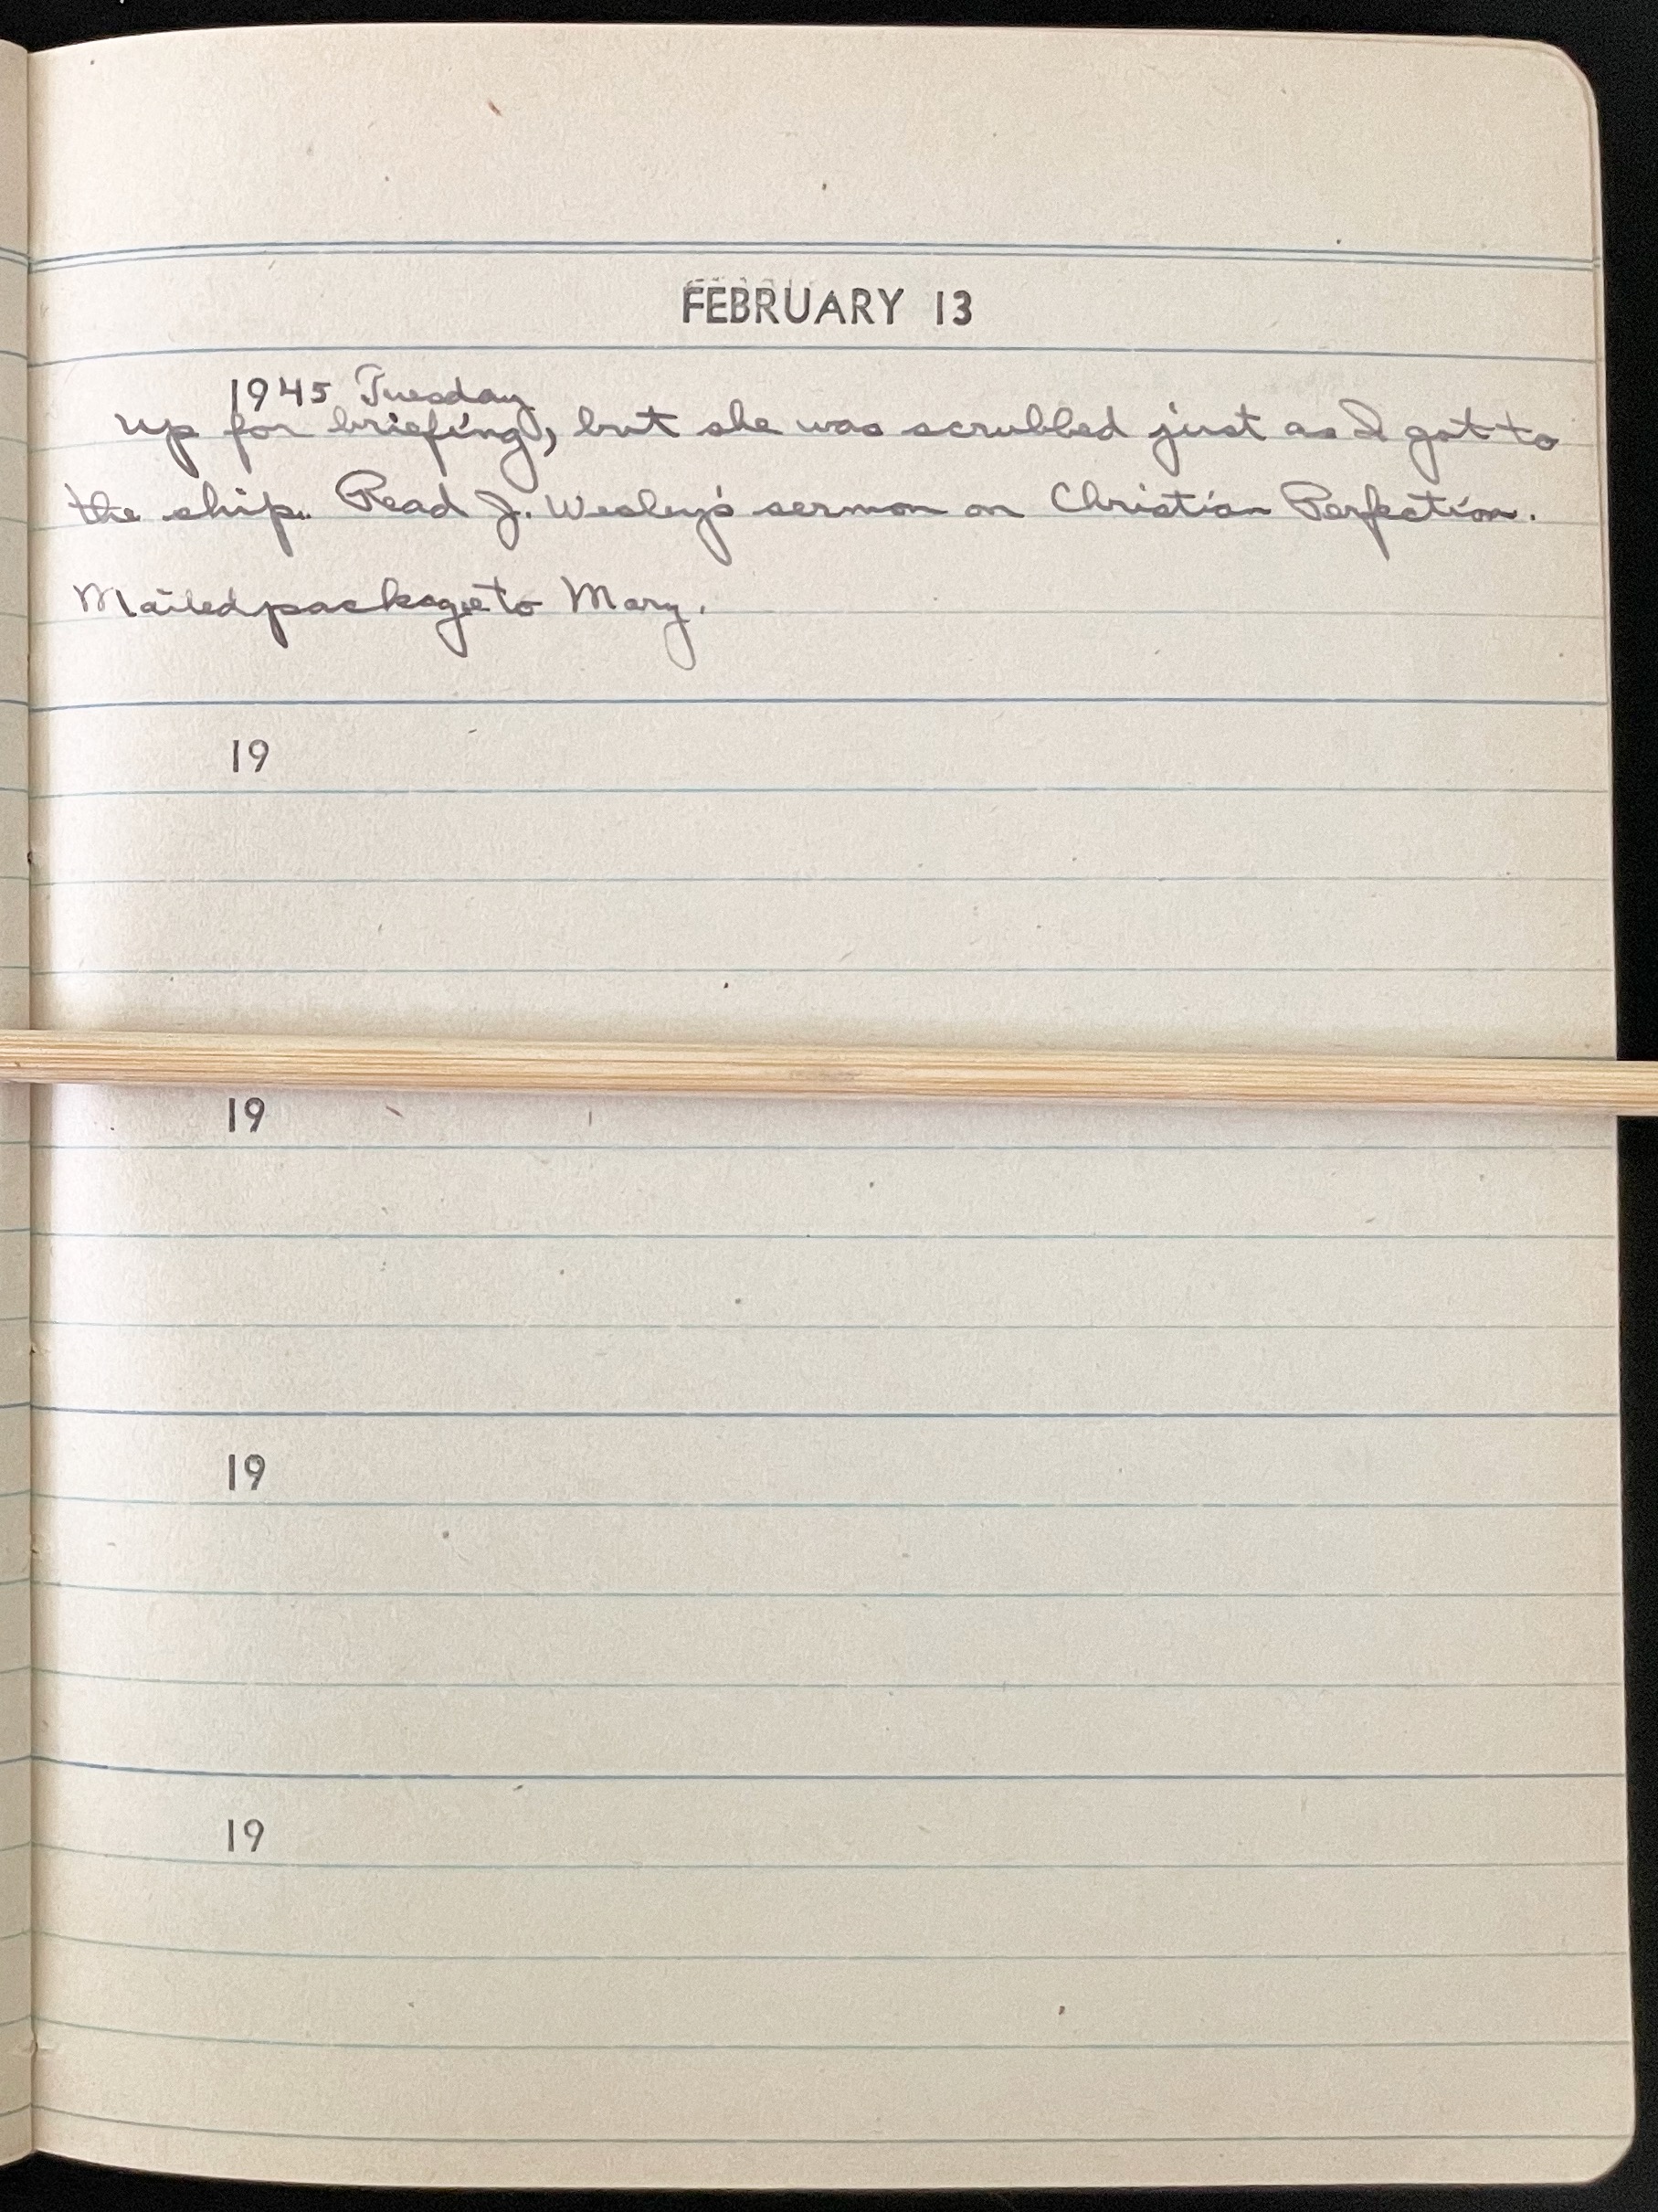 FEBRUARY 13
1945 Tuesday
Up for briefing, but she was scrubbed just as I got to
the ship. Read J. Wesley's sermon on Christian Perfection.
Mailed package to Mary.
19
19
19
19